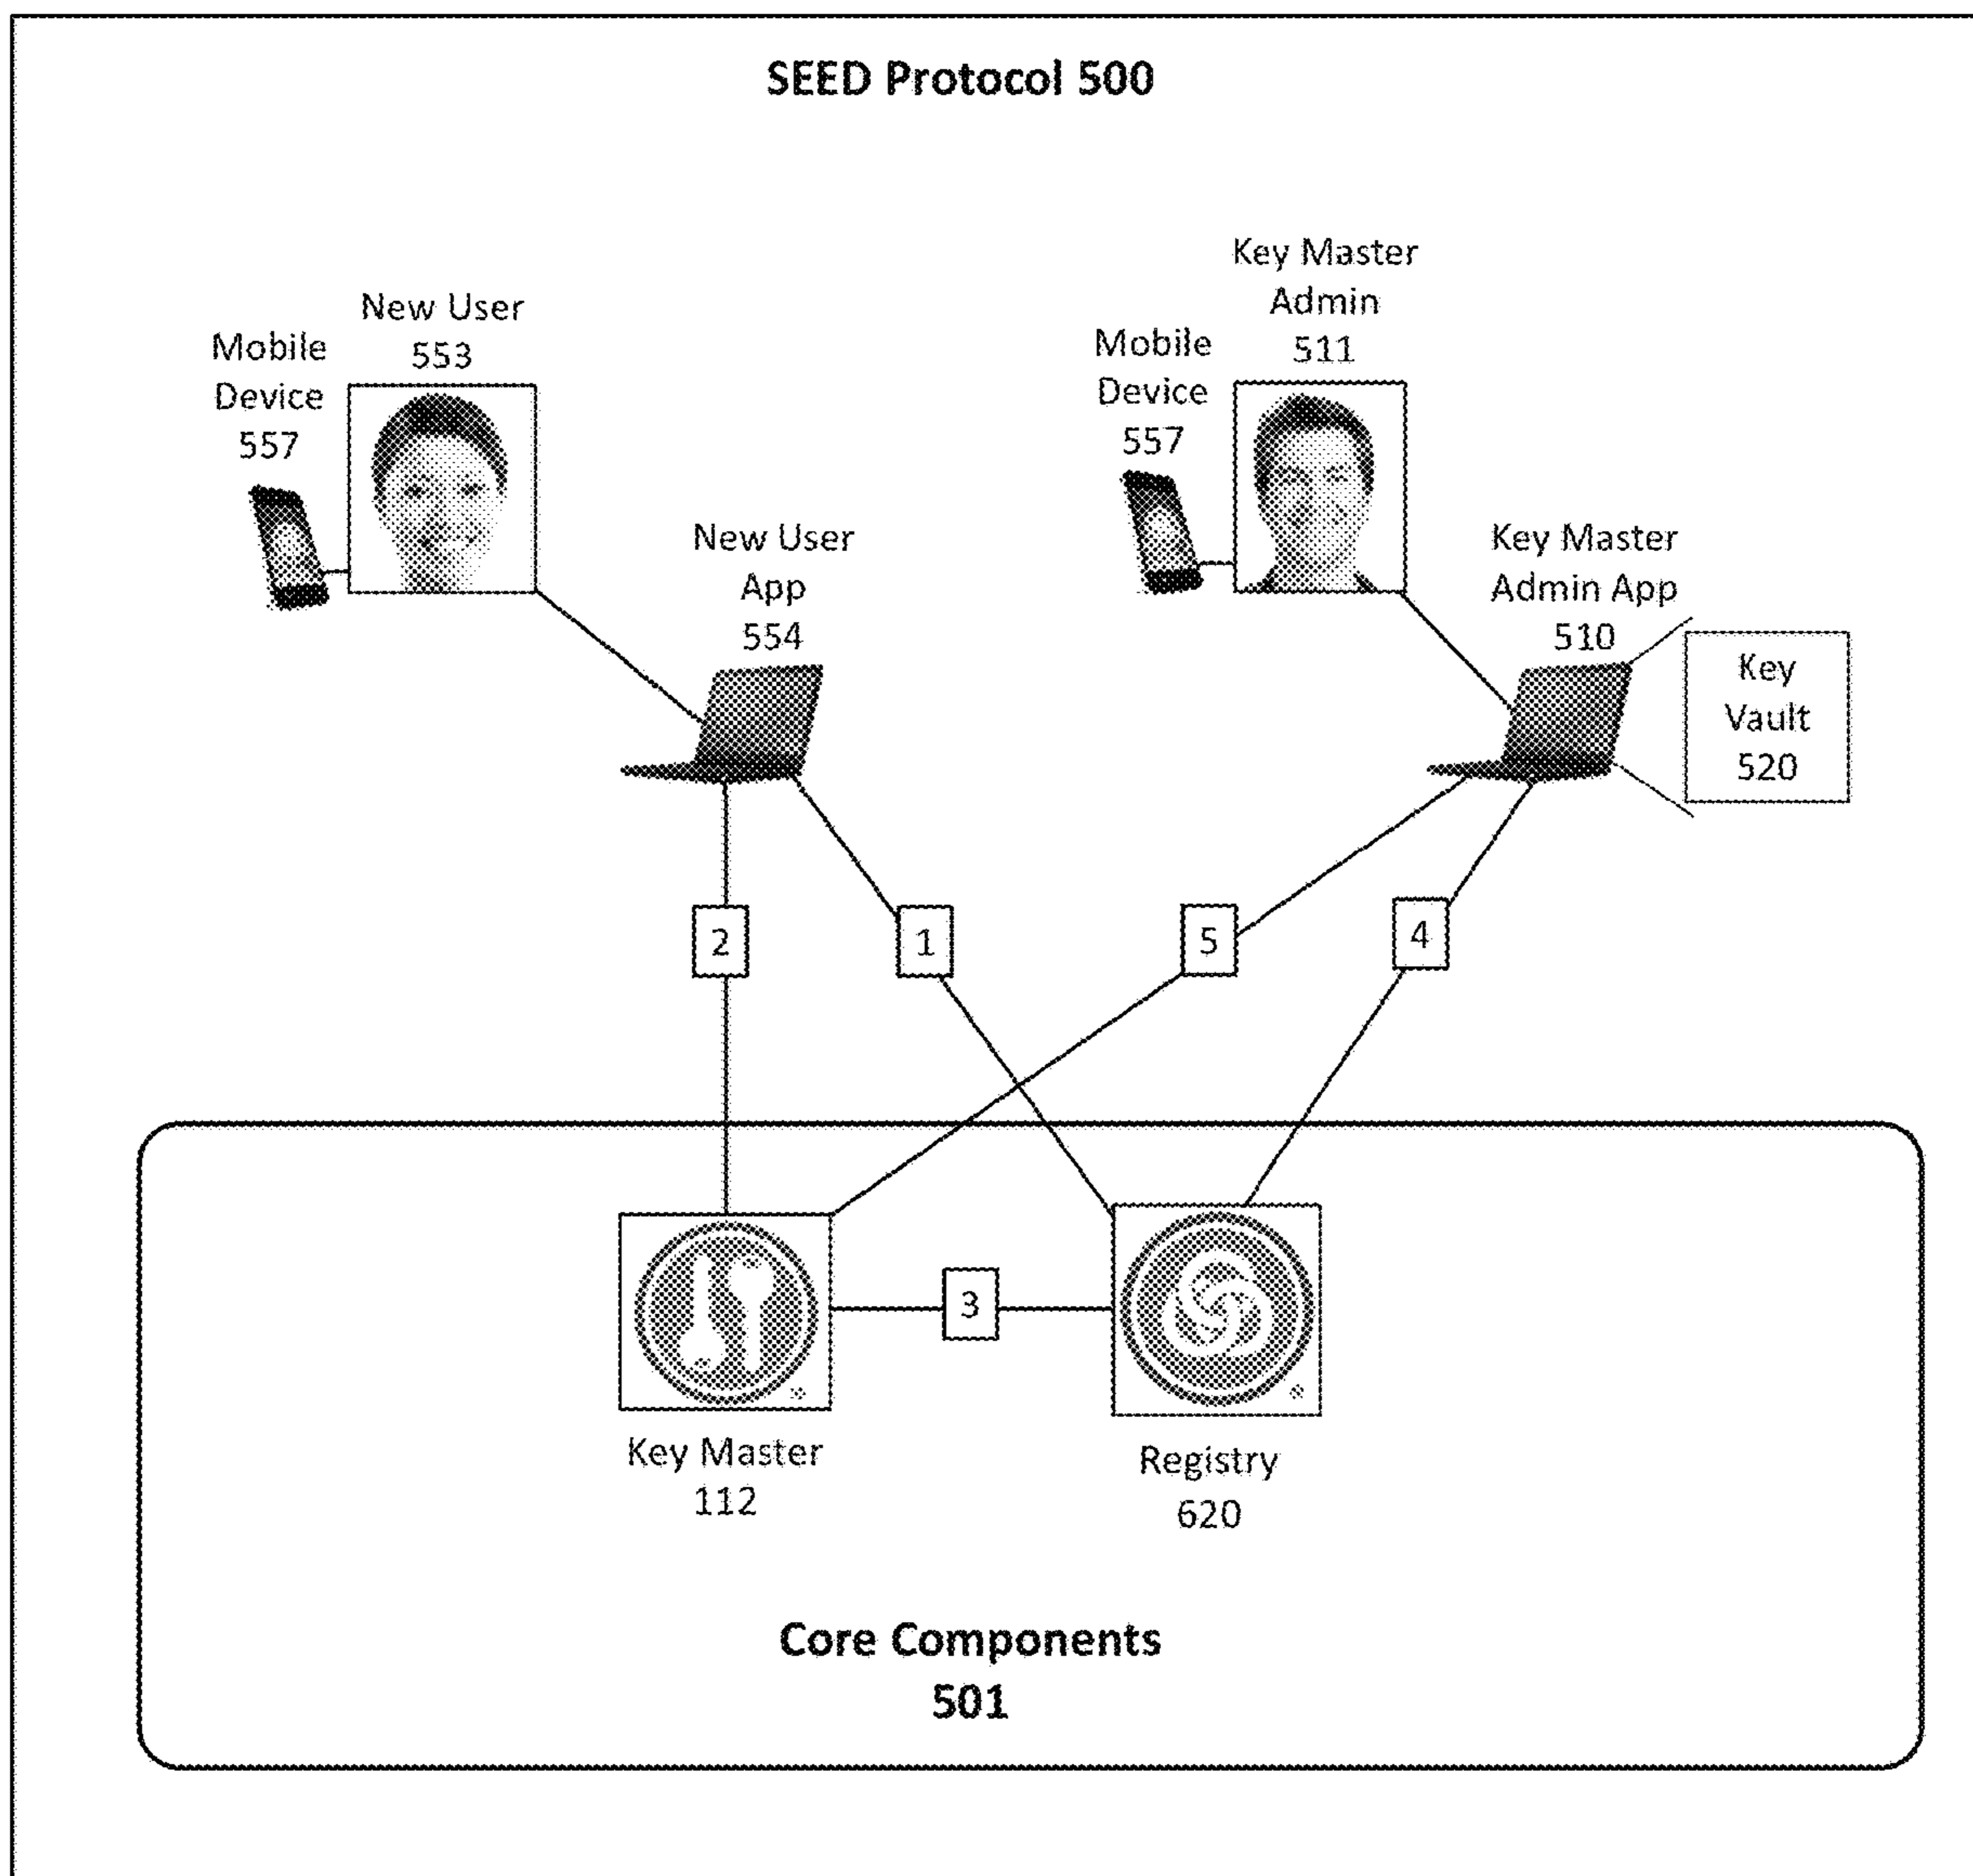 SEED Protocol 500
New User
553
Mobile
Device
557
Key Master
Admin
511
Mobile
Device
557
New User
App
554
Key Master
Admin App
510
Key
Vault
520
2
1
5
4
3
Key Master
112
Registry
620
Core Components
501